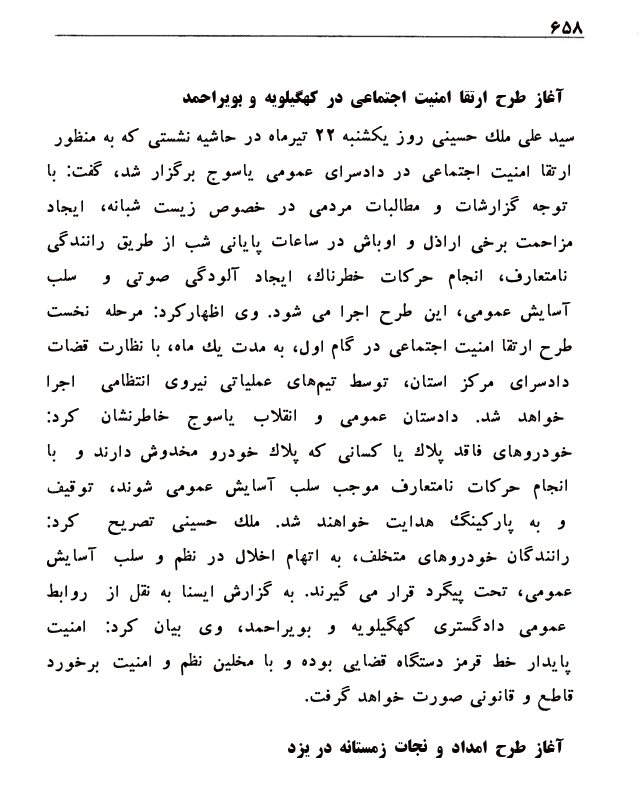 ۶۵۸
آغاز طرح ارتقا امنیت اجتماعی در کهگیلویه و بویراحمد
سید علی ملك حسینی روز یکشنبه ۲۲ تیرماه در حاشیه نشستی که به منظور
ارتقا امنیت اجتماعی در دادسرای عمومی یاسوج برگزار شد، گفت: با
توجه گزارشات و مطالبات مردمی در خصوص زیست شبانه، ایجاد
مزاحمت برخی اراذل و اوباش در ساعات پایانی شب از طریق رانندگی
نامتعارف، انجام حرکات خطرناك، ایجاد آلودگی صوتی و سلب
آسایش عمومی، این طرح اجرا می شود. وی اظهارکرد: مرحله نخست
طرح ارتقا امنیت اجتماعی در گام اول، به مدت یك ماه، با نظارت قضات
دادسرای مرکز استان، توسط تیم‌های عملیاتی نیروی انتظامی اجرا
خواهد شد. دادستان عمومی و انقلاب یاسوج خاطرنشان کرد:
خودروهای فاقد پلاك یا کسانی که پلاك خودرو مخدوش دارند و با
انجام حرکات نامتعارف موجب سلب آسایش عمومی شوند، توقیف
و به پارکینگ هدایت خواهند شد. ملك حسینی تصریح کرد:
رانندگان خودروهای متخلف، به اتهام اخلال در نظم و سلب آسایش
عمومی، تحت پیگرد قرار می گیرند. به گزارش ایسنا به نقل از روابط
عمومی دادگستری کهگیلویه و بویراحمد، وی بیان کرد: امنیت
پایدار خط قرمز دستگاه قضایی بوده و با مخلین نظم و امنیت برخورد
قاطع و قانونی صورت خواهد گرفت.
آغاز طرح امداد و نجات زمستانه در یزد